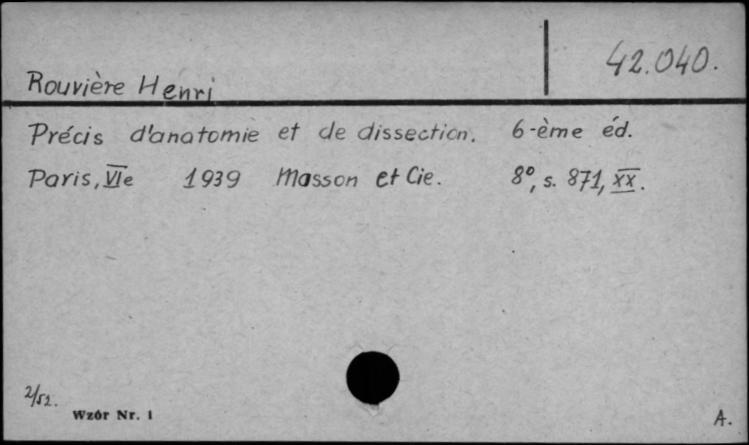 42.040.
Rouvière Henri
Précis d'anatomie et de dissection. 6-ème éd.
Paris, VIe 1939 Masson et Cie. 8°, s. 871, XX.
2/52.
Wzór Nr. 1
A.